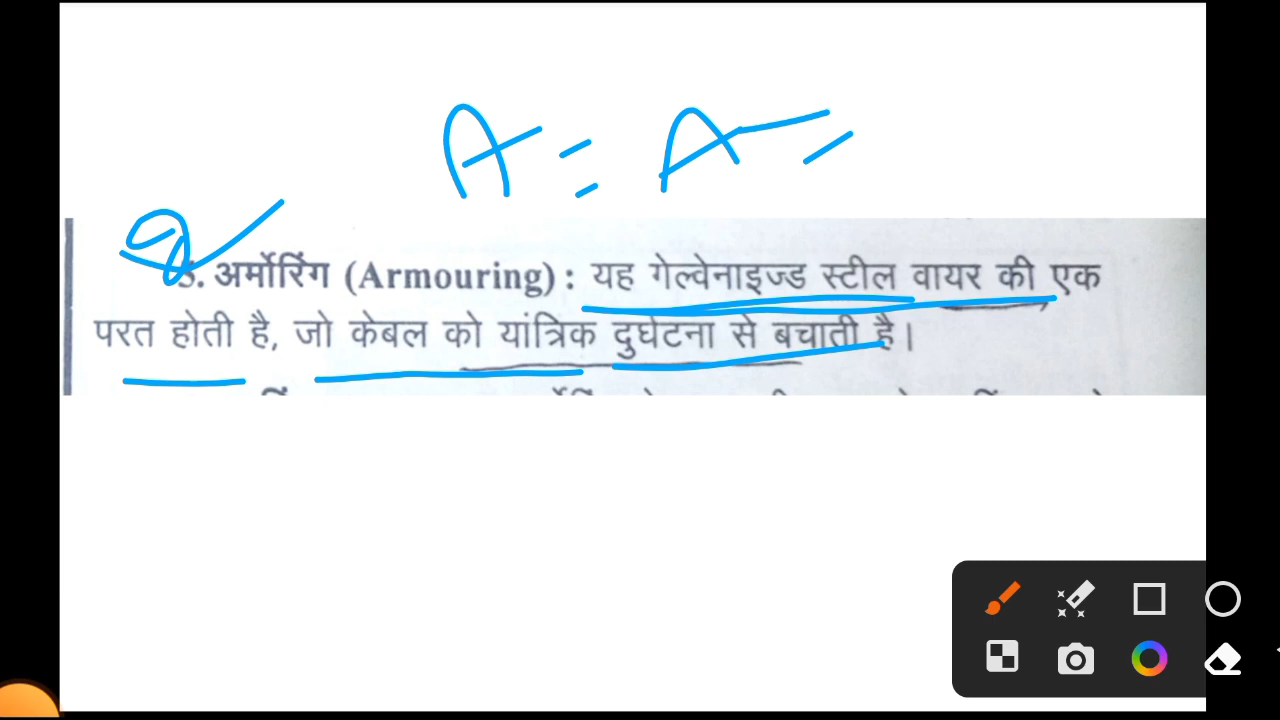 A = A =
5. अर्मोरिंग (Armouring) : यह गेल्वेनाइज्ड स्टील वायर की एक
परत होती है, जो केबल को यांत्रिक दुर्घटना से बचाती है।